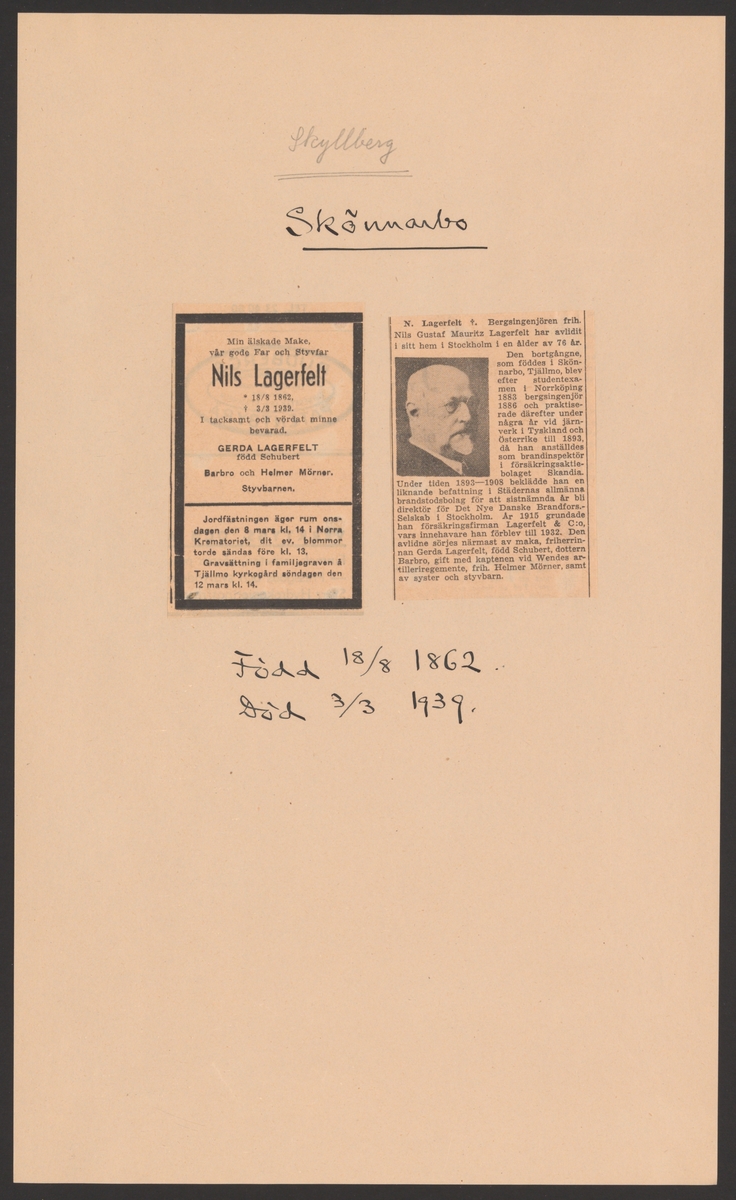 Skyllberg
Skönnarbo
Min älskade Make,
vår gode Far och Styvfar
Nils Lagerfelt
* 18/8 1862,
† 3/3 1939.
I tacksamt och vördat minne
bevarad.
GERDA LAGERFELT
född Schubert
Barbro och Helmer Mörner.
Styvbarnen.
Jordfästningen äger rum ons-
dagen den 8 mars kl. 14 i Norra
Krematoriet, dit ev. blommor
torde sändas före kl. 13.
Gravsättning i familjegraven å
Tjällmo kyrkogård söndagen den
12 mars kl. 14.
N. Lagerfelt †. Bergsingenjören frih.
Nils Gustaf Mauritz Lagerfelt har avlidit
i sitt hem i Stockholm i en ålder av 76 år.
Den bortgångne,
som föddes i Skön-
narbo, Tjällmo, blev
efter studentexa-
men i Norrköping
1883 bergsingenjör
1886 och praktise-
rade därefter under
några år vid järn-
verk i Tyskland och
Österrike till 1893,
då han anställdes
som brandinspektör
i försäkringsaktie-
bolaget Skandia.
Under tiden 1893—1908 beklädde han en
liknande befattning i Städernas allmänna
brandstodsbolag för att sistnämnda år bli
direktör för Det Nye Danske Brandfors.-
Selskab i Stockholm. År 1915 grundade
han försäkringsfirman Lagerfelt & C:o,
vars innehavare han förblev till 1932. Den
avlidne sörjes närmast av maka, friherrin-
nan Gerda Lagerfelt, född Schubert, dottern
Barbro, gift med kaptenen vid Wendes ar-
tilleriregemente, frih. Helmer Mörner, samt
av syster och styvbarn.
Född 18/8 1862.
Död 3/3 1939.